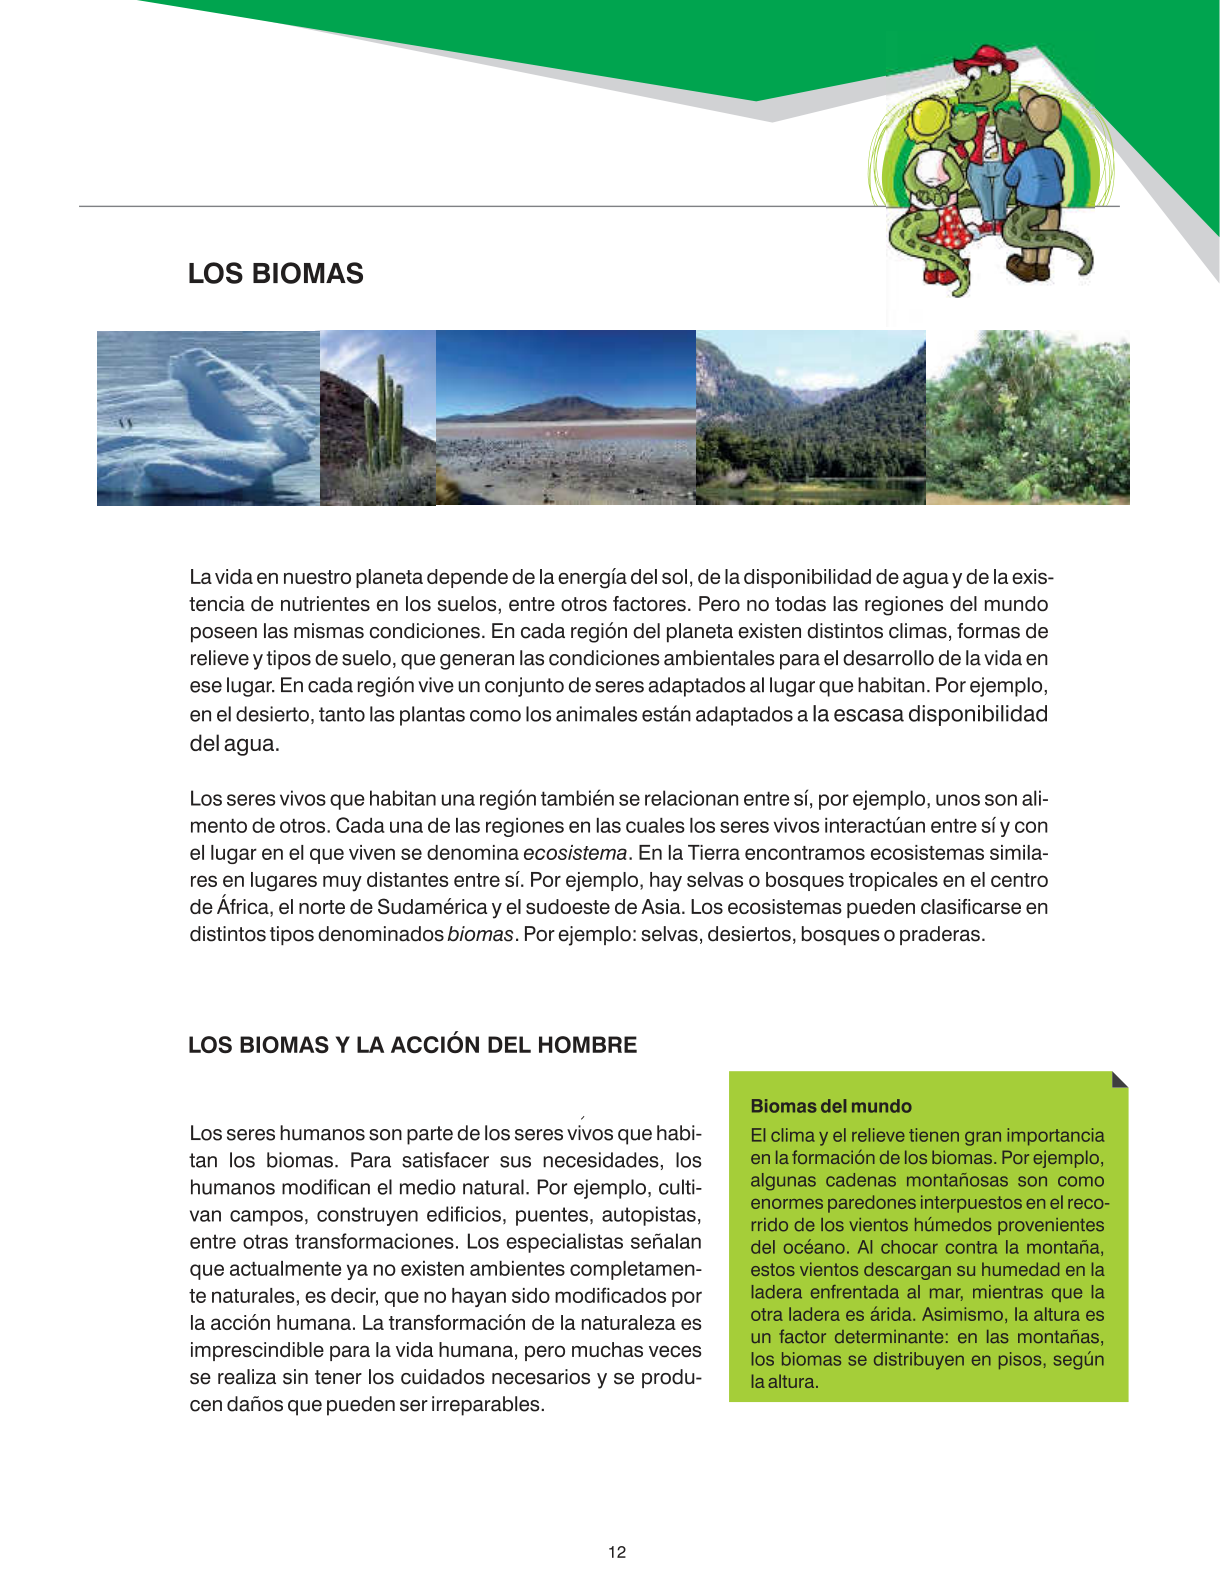 LOS BIOMAS
La vida en nuestro planeta depende de la energía del sol, de la disponibilidad de agua y de la exis-
tencia de nutrientes en los suelos, entre otros factores. Pero no todas las regiones del mundo
poseen las mismas condiciones. En cada región del planeta existen distintos climas, formas de
relieve y tipos de suelo, que generan las condiciones ambientales para el desarrollo de la vida en
ese lugar. En cada región vive un conjunto de seres adaptados al lugar que habitan. Por ejemplo,
en el desierto, tanto las plantas como los animales están adaptados a la escasa disponibilidad
del agua.
Los seres vivos que habitan una región también se relacionan entre sí, por ejemplo, unos son ali-
mento de otros. Cada una de las regiones en las cuales los seres vivos interactúan entre sí y con
el lugar en el que viven se denomina ecosistema. En la Tierra encontramos ecosistemas simila-
res en lugares muy distantes entre sí. Por ejemplo, hay selvas o bosques tropicales en el centro
de África, el norte de Sudamérica y el sudoeste de Asia. Los ecosistemas pueden clasificarse en
distintos tipos denominados biomas. Por ejemplo: selvas, desiertos, bosques o praderas.
LOS BIOMAS Y LA ACCIÓN DEL HOMBRE
Los seres humanos son parte de los seres vivos que habi-
tan los biomas. Para satisfacer sus necesidades, los
humanos modifican el medio natural. Por ejemplo, culti-
van campos, construyen edificios, puentes, autopistas,
entre otras transformaciones. Los especialistas señalan
que actualmente ya no existen ambientes completamen-
te naturales, es decir, que no hayan sido modificados por
la acción humana. La transformación de la naturaleza es
imprescindible para la vida humana, pero muchas veces
se realiza sin tener los cuidados necesarios y se produ-
cen daños que pueden ser irreparables.
Biomas del mundo
El clima y el relieve tienen gran importancia
en la formación de los biomas. Por ejemplo,
algunas cadenas montañosas son como
enormes paredones interpuestos en el reco-
rrido de los vientos húmedos provenientes
del océano. Al chocar contra la montaña,
estos vientos descargan su humedad en la
ladera enfrentada al mar, mientras que la
otra ladera es árida. Asimismo, la altura es
un factor determinante: en las montañas,
los biomas se distribuyen en pisos, según
la altura.
12